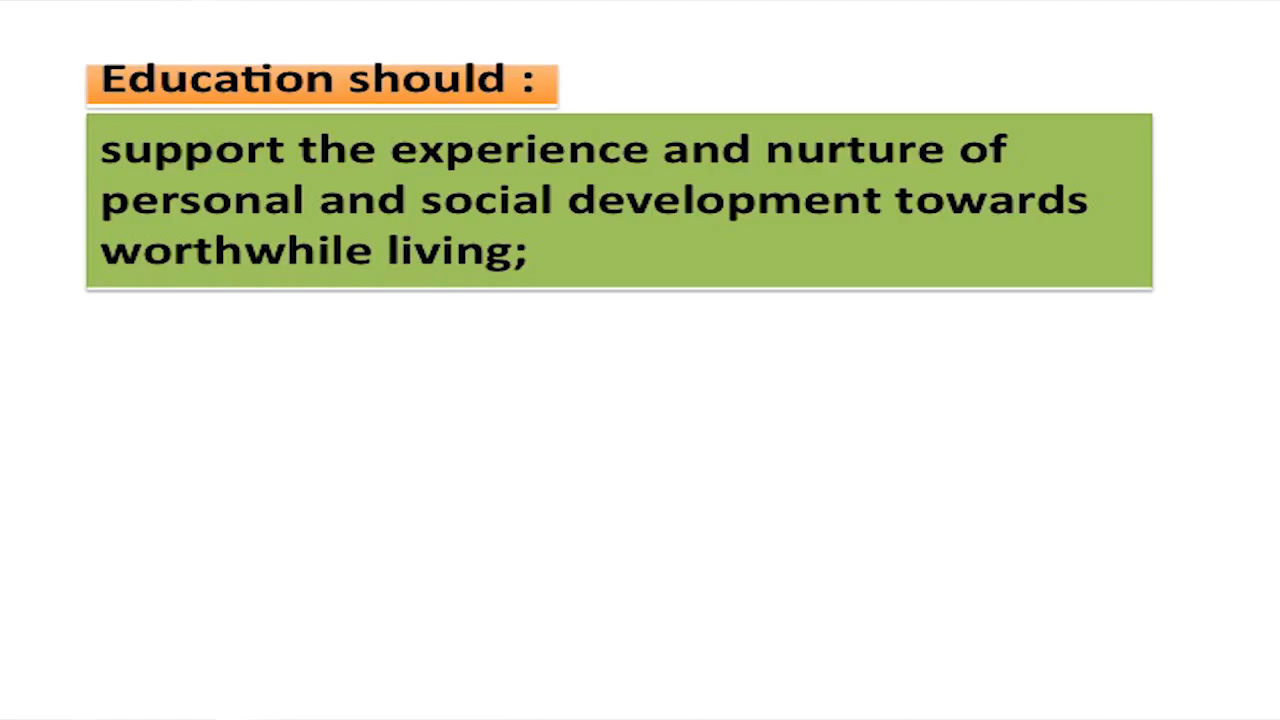 Education should :
support the experience and nurture of
personal and social development towards
worthwhile living;